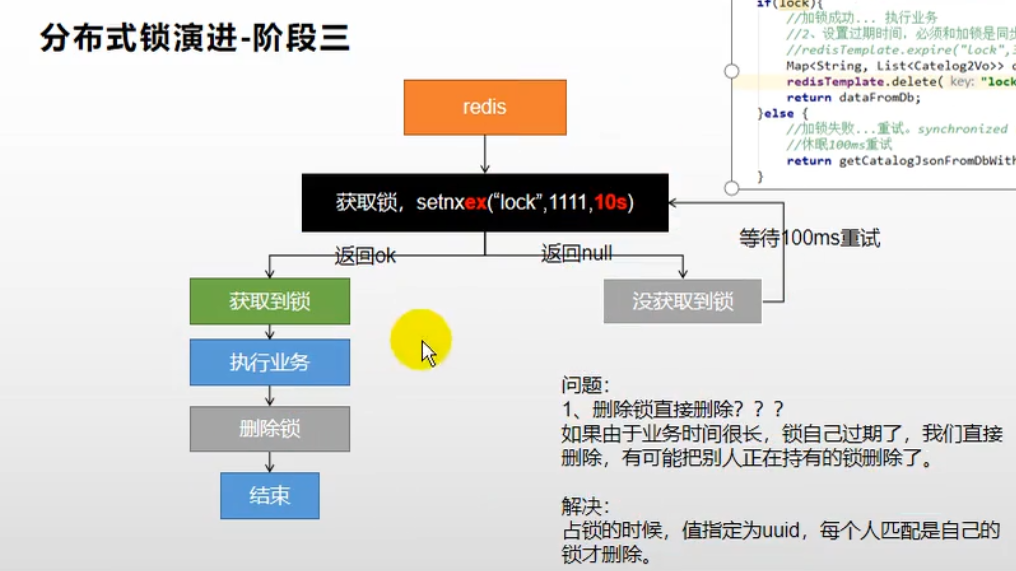 分布式锁演进-阶段三
if(lock){
//加锁成功... 执行业务
//2、设置过期时间，必须和加锁是同步
//redisTemplate.expire("lock",3
Map<String, List<Catelog2Vo>> d
redisTemplate.delete( key: "lock
return dataFromDb;
}else {
//加锁失败...重试。synchronized
//休眠100ms重试
return getCatalogJsonFromDbWith
}
redis
获取锁，setnxex(“lock”,1111,10s)
等待100ms重试
返回ok
返回null
获取到锁
没获取到锁
执行业务
删除锁
结束
问题：
1、删除锁直接删除？？？
如果由于业务时间很长，锁自己过期了，我们直接
删除，有可能把别人正在持有的锁删除了。
解决：
占锁的时候，值指定为uuid，每个人匹配是自己的
锁才删除。